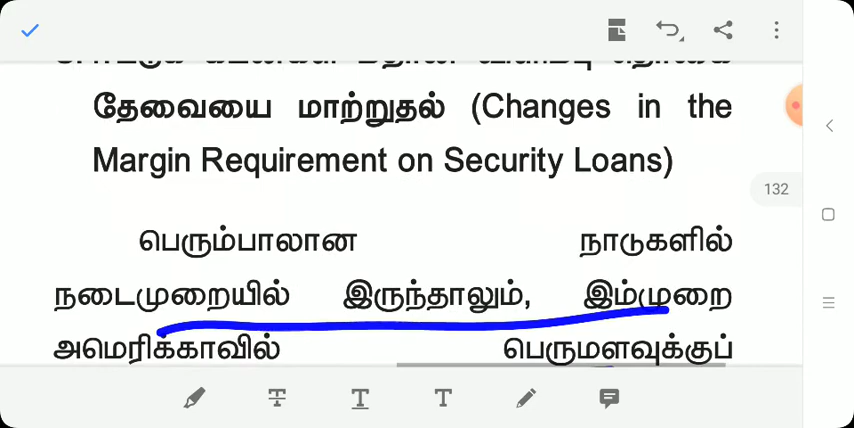 தேவையை மாற்றுதல் (Changes in the
Margin Requirement on Security Loans)
132
பெரும்பாலான நாடுகளில்
நடைமுறையில் இருந்தாலும், இம்முறை
அமெரிக்காவில் பெருமளவுக்குப்